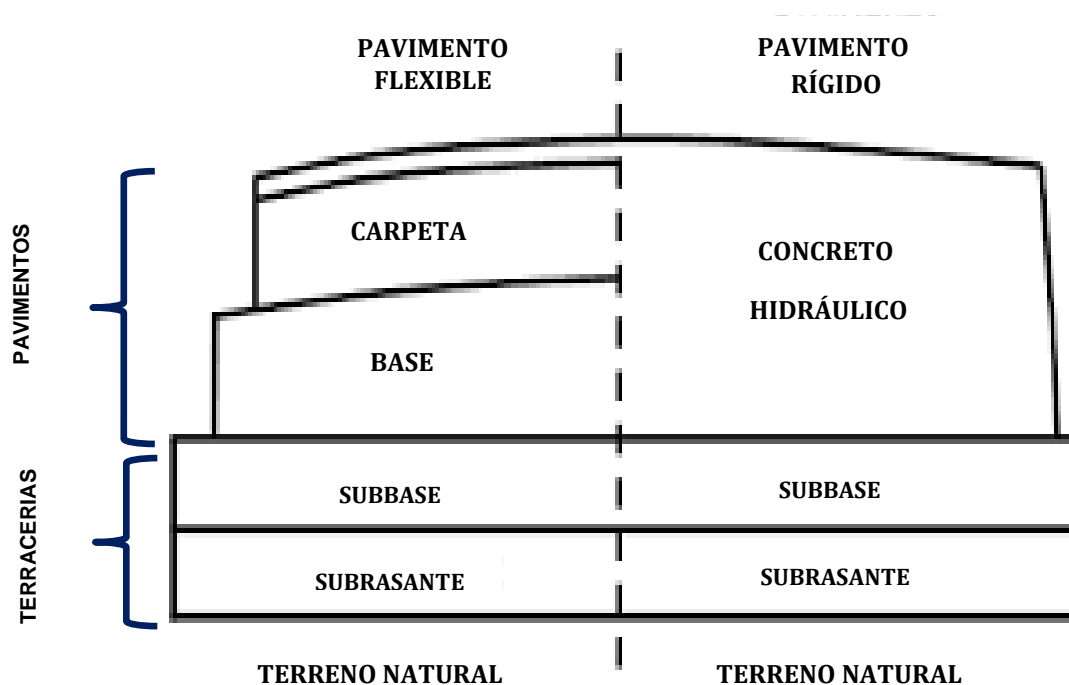 PAVIMENTO
FLEXIBLE
PAVIMENTO
RÍGIDO
PAVIMENTOS
CARPETA
BASE
CONCRETO
HIDRÁULICO
TERRACERIAS
SUBBASE
SUBBASE
SUBRASANTE
SUBRASANTE
TERRENO NATURAL
TERRENO NATURAL